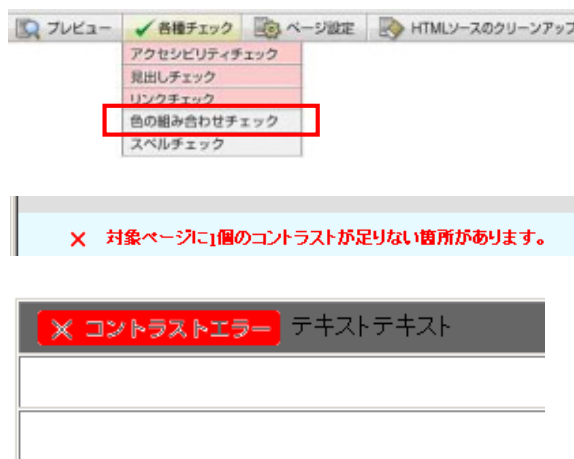 プレビュー 各種チェック ページ設定 HTMLソースのクリーンアップ
アクセシビリティチェック
見出しチェック
リンクチェック
色の組み合わせチェック
スペルチェック
× 対象ページに1個のコントラストが足りない箇所があります。
× コントラストエラー テキストテキスト